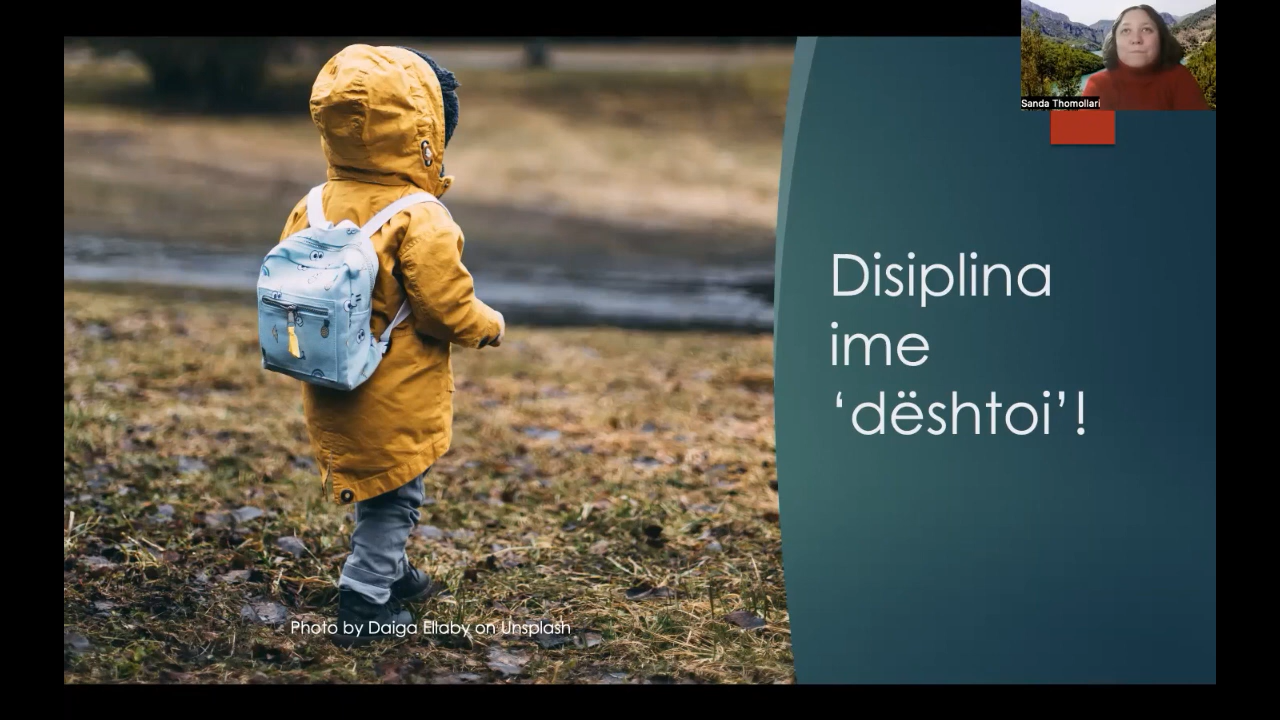 Sanda Thomollari
Disiplina
ime
‘dështoi’!
Photo by Daiga Ellaby on Unsplash